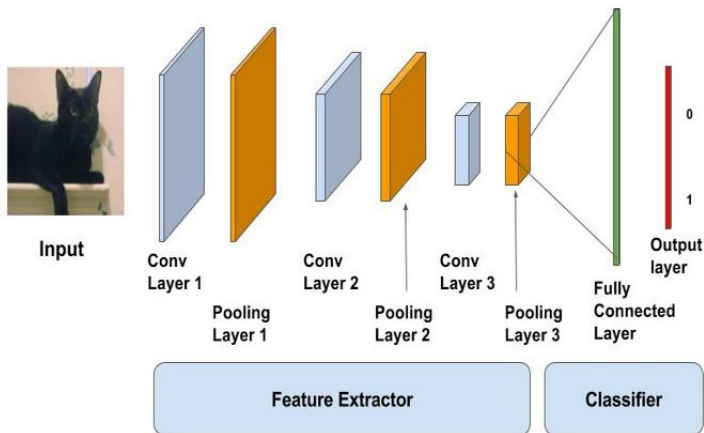 Input
Conv
Layer 1
Pooling
Layer 1
Conv
Layer 2
Pooling
Layer 2
Conv
Layer 3
Pooling
Layer 3
Fully
Connected
Layer
0
1
Output
layer
Feature Extractor
Classifier